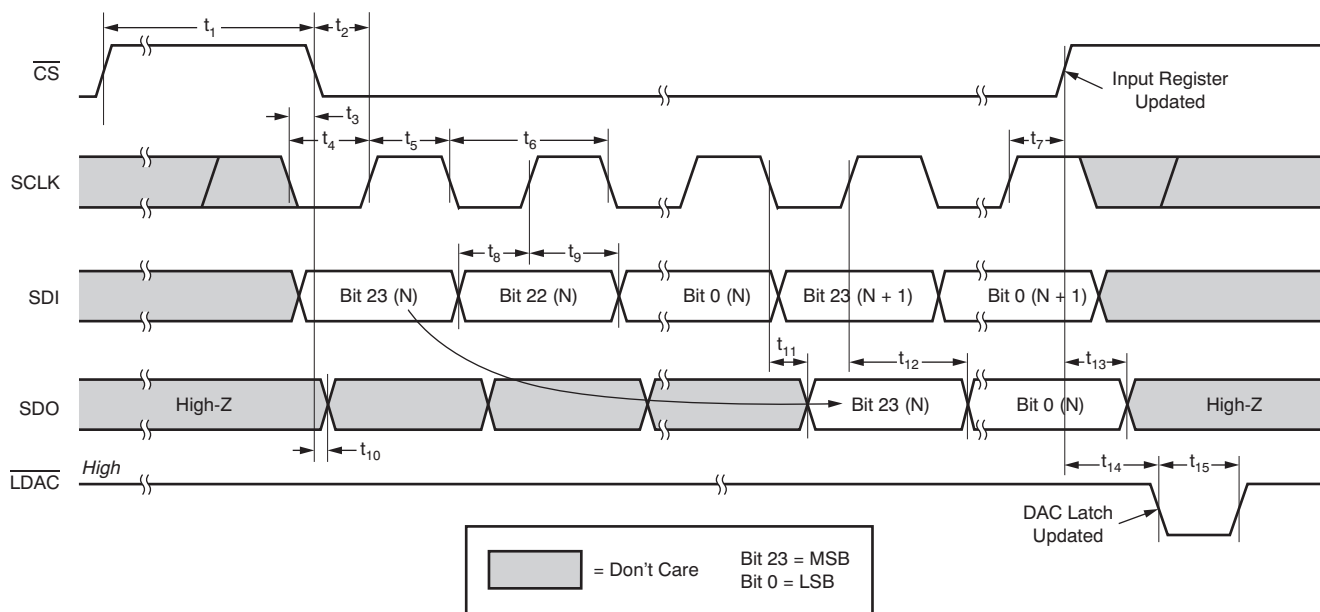 t1
t2
CS
Input Register
Updated
t3
t4
t5
t6
t7
SCLK
t8
t9
SDI
Bit 23 (N)
Bit 22 (N)
Bit 0 (N)
Bit 23 (N + 1)
Bit 0 (N + 1)
t11
t12
t13
SDO
High-Z
Bit 23 (N)
Bit 0 (N)
High-Z
t10
LDAC
High
t14
t15
DAC Latch
Updated
= Don't Care
Bit 23 = MSB
Bit 0 = LSB